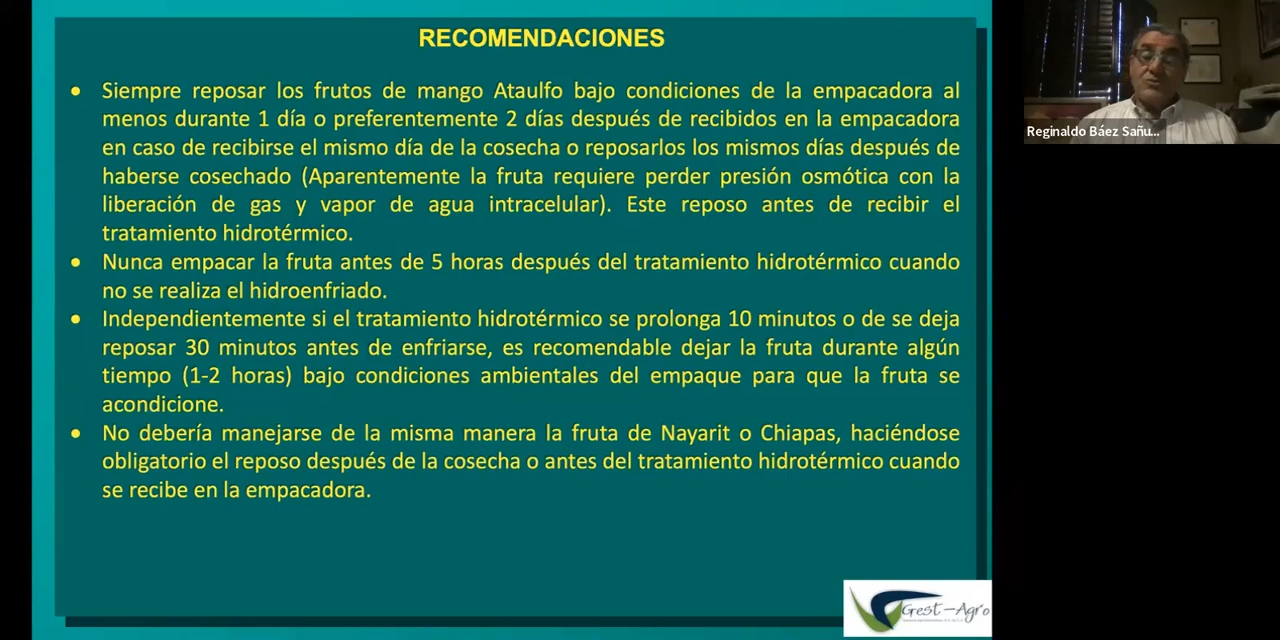 RECOMENDACIONES
• Siempre reposar los frutos de mango Ataulfo bajo condiciones de la empacadora al
menos durante 1 día o preferentemente 2 días después de recibidos en la empacadora
en caso de recibirse el mismo día de la cosecha o reposarlos los mismos días después de
haberse cosechado (Aparentemente la fruta requiere perder presión osmótica con la
liberación de gas y vapor de agua intracelular). Este reposo antes de recibir el
tratamiento hidrotérmico.
• Nunca empacar la fruta antes de 5 horas después del tratamiento hidrotérmico cuando
no se realiza el hidroenfriado.
• Independientemente si el tratamiento hidrotérmico se prolonga 10 minutos o de se deja
reposar 30 minutos antes de enfriarse, es recomendable dejar la fruta durante algún
tiempo (1-2 horas) bajo condiciones ambientales del empaque para que la fruta se
acondicione.
• No debería manejarse de la misma manera la fruta de Nayarit o Chiapas, haciéndose
obligatorio el reposo después de la cosecha o antes del tratamiento hidrotérmico cuando
se recibe en la empacadora.
Reginaldo Báez Sañu...
Grest-Agro